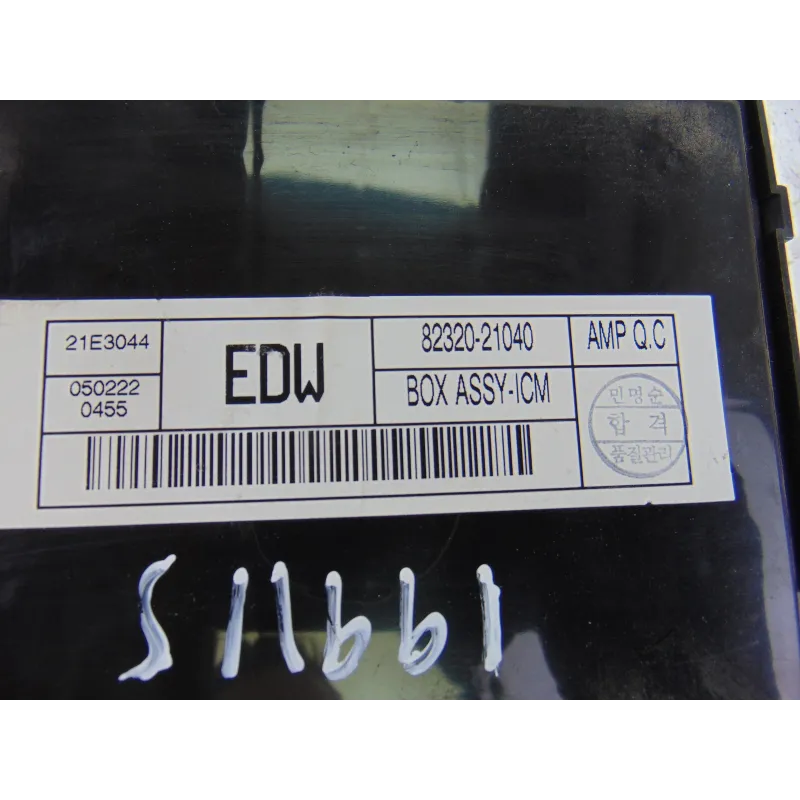 21E3044
EDW
82320-21040
AMP Q.C
050222
0455
BOX ASSY-ICM
민명순
합 격
품질관리
511661